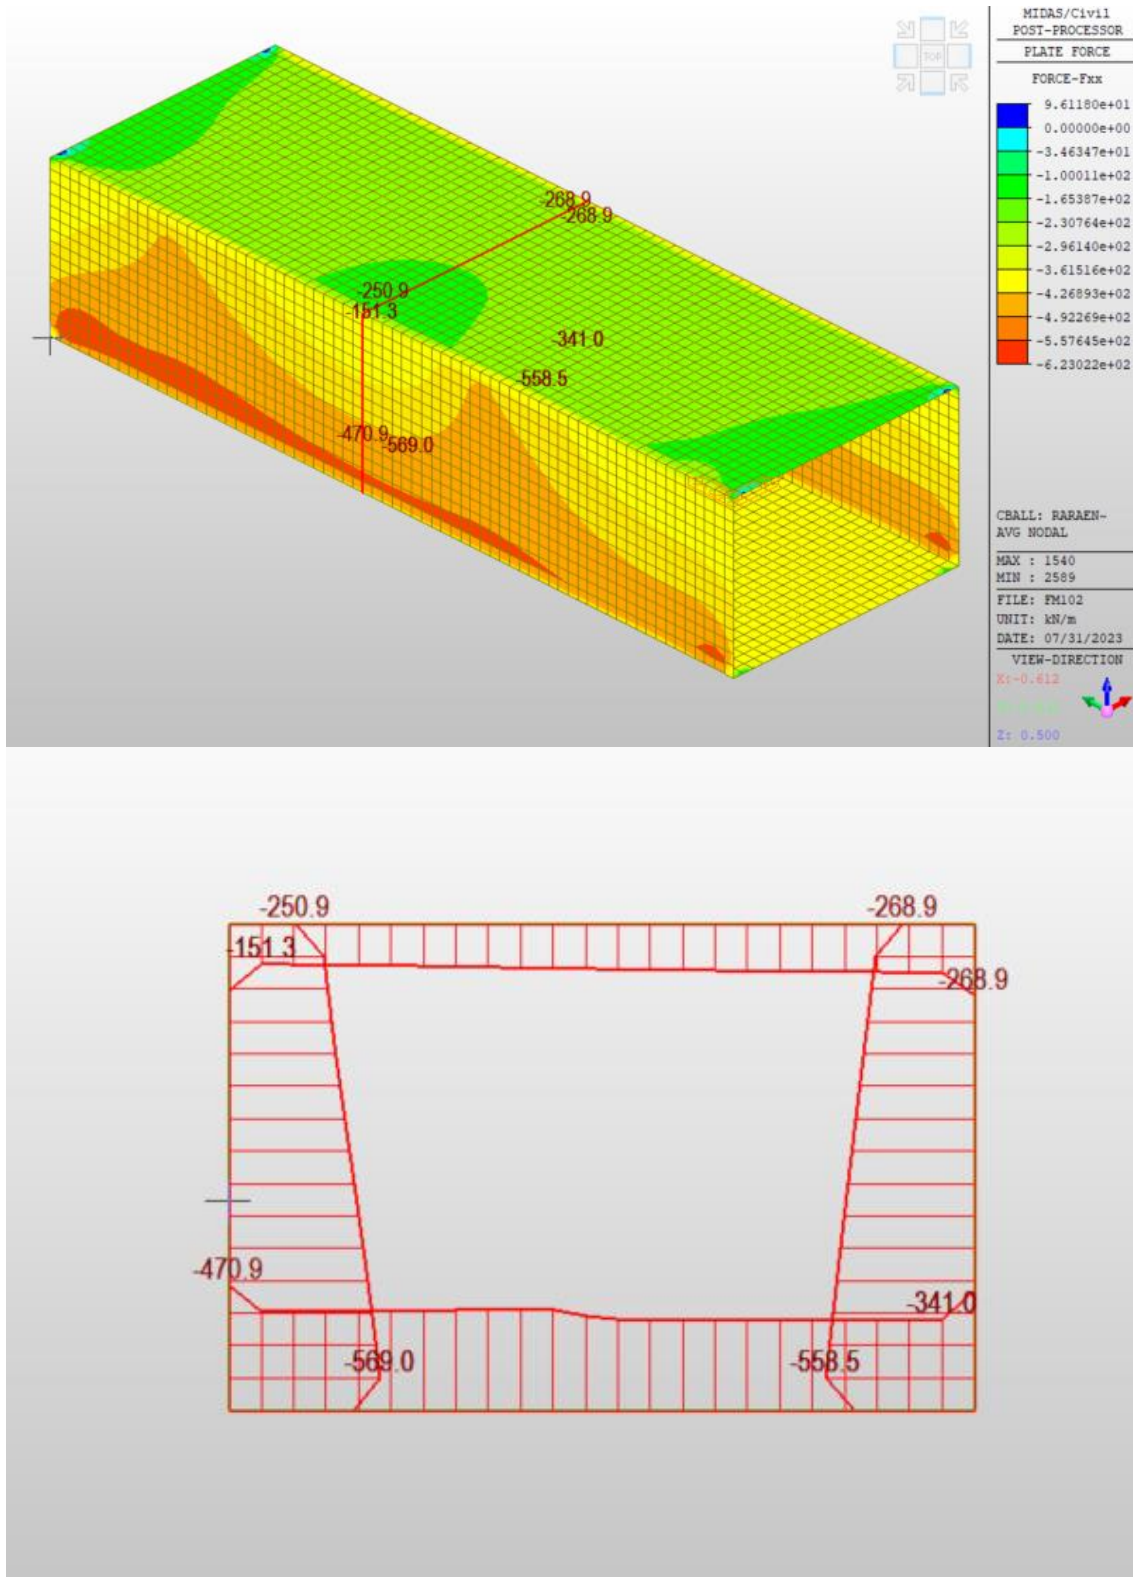 MIDAS/Civil
POST-PROCESSOR
PLATE FORCE
FORCE-Fxx
9.61180e+01
0.00000e+00
-3.46347e+01
-1.00011e+02
-1.65387e+02
-2.30764e+02
-2.96140e+02
-3.61516e+02
-4.26893e+02
-4.92269e+02
-5.57645e+02
-6.23022e+02
CBALL: RARAEN-
AVG NODAL
MAX : 1540
MIN : 2589
FILE: FM102
UNIT: kN/m
DATE: 07/31/2023
VIEW-DIRECTION
X:-0.612
Z: 0.500
TOP
-268.9
-268.9
-250.9
-151.3
-341.0
-558.5
-470.9
-569.0
-250.9
-268.9
-151.3
-268.9
-470.9
-341.0
-569.0
-558.5